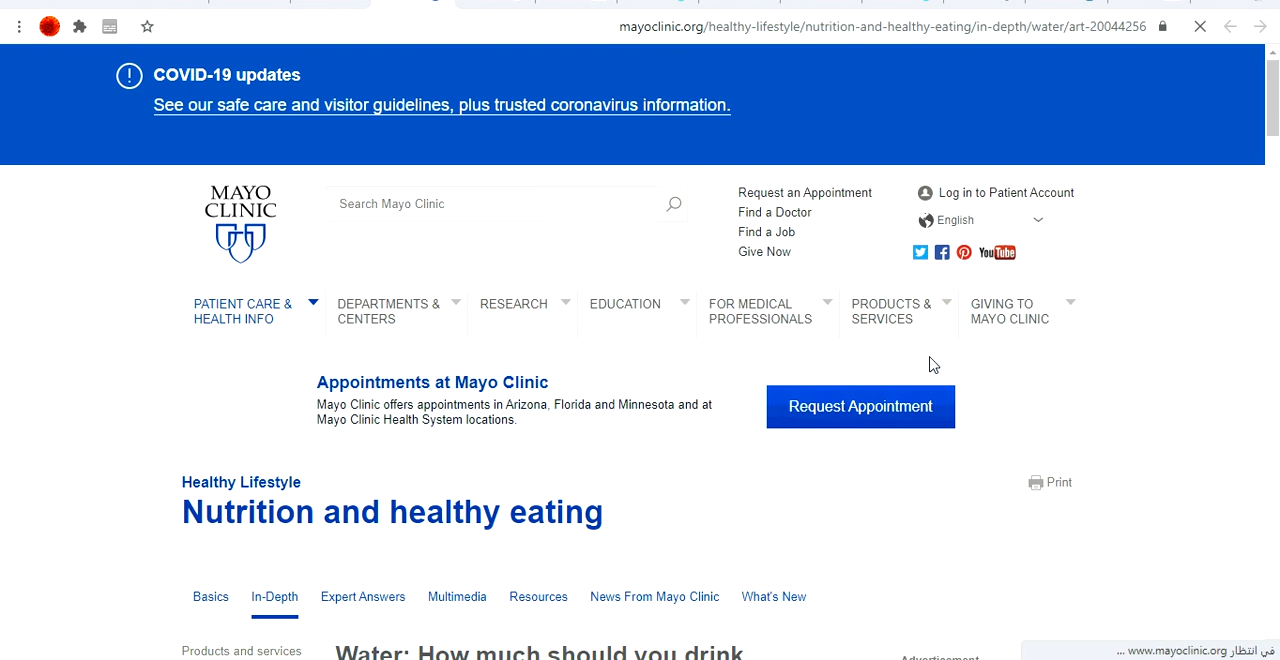 mayoclinic.org/healthy-lifestyle/nutrition-and-healthy-eating/in-depth/water/art-20044256
COVID-19 updates
See our safe care and visitor guidelines, plus trusted coronavirus information.
MAYO
CLINIC
Search Mayo Clinic
Request an Appointment
Find a Doctor
Find a Job
Give Now
Log in to Patient Account
English
YouTube
PATIENT CARE &
HEALTH INFO
DEPARTMENTS &
CENTERS
RESEARCH
EDUCATION
FOR MEDICAL
PROFESSIONALS
PRODUCTS &
SERVICES
GIVING TO
MAYO CLINIC
Appointments at Mayo Clinic
Mayo Clinic offers appointments in Arizona, Florida and Minnesota and at
Mayo Clinic Health System locations.
Request Appointment
Healthy Lifestyle
Nutrition and healthy eating
Print
Basics
In-Depth
Expert Answers
Multimedia
Resources
News From Mayo Clinic
What's New
Products and services
Water: How much should you drink
Advertisement
في انتظار www.mayoclinic.org ...